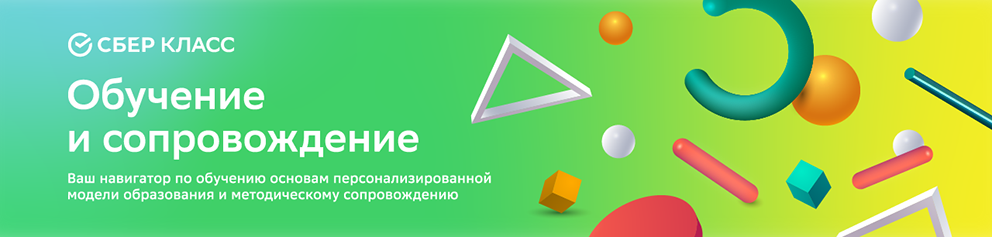 СБЕР КЛАСС
Обучение
и сопровождение
Ваш навигатор по обучению основам персонализированной
модели образования и методическому сопровождению